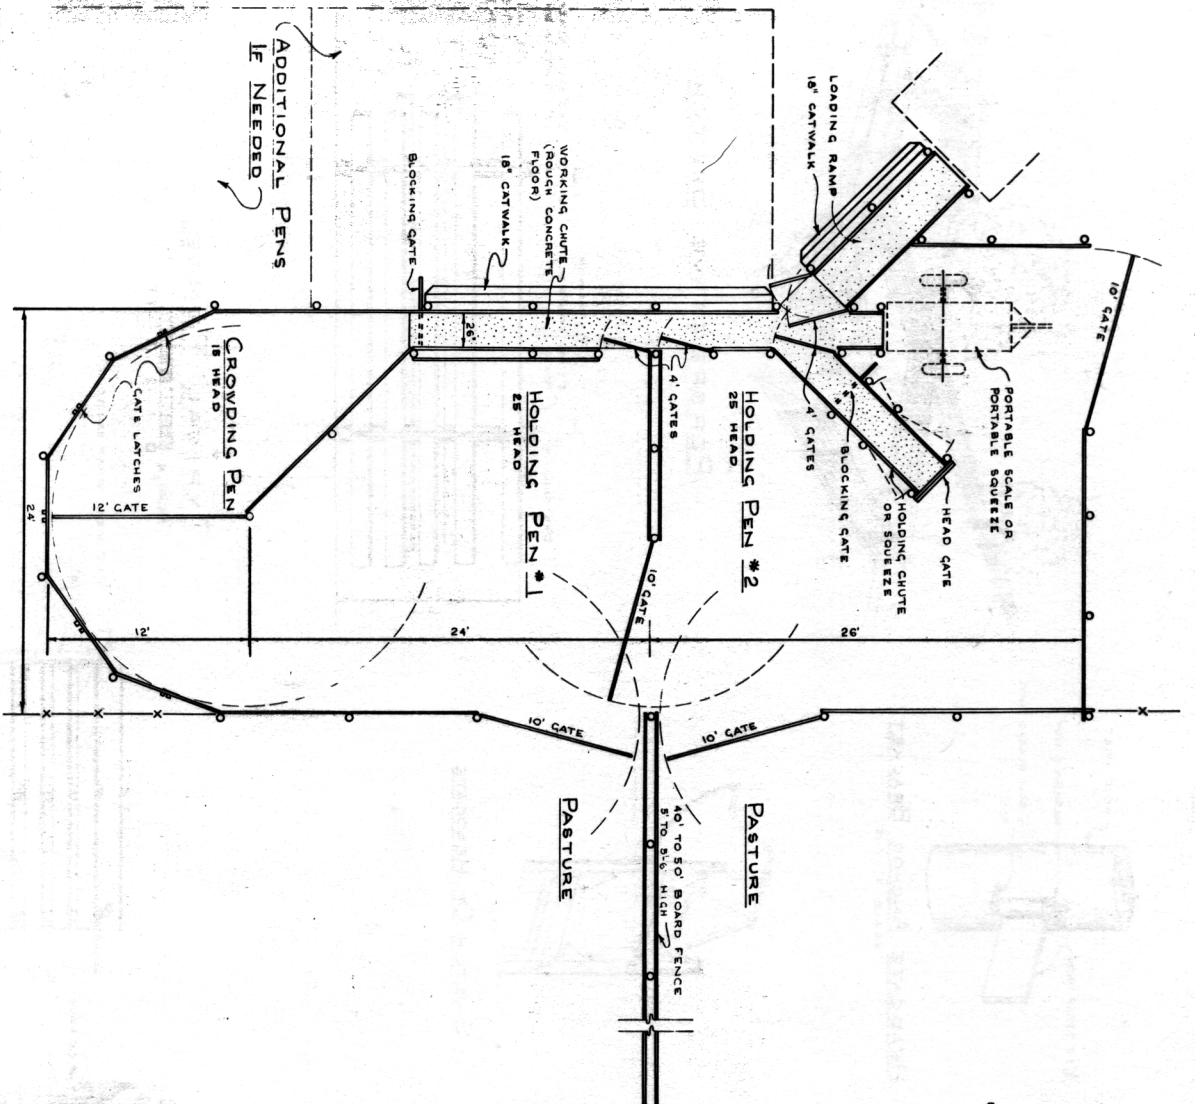 ADDITIONAL PENS
IF NEEDED
LOADING RAMP
18" CATWALK
WORKING CHUTE
(ROUGH CONCRETE
FLOOR)
18" CATWALK
BLOCKING GATE
26"
10' GATE
CROWDING PEN
15 HEAD
GATE LATCHES
HOLDING PEN #1
25 HEAD
4' GATES
HOLDING PEN #2
25 HEAD
4' GATES
BLOCKING GATE
PORTABLE SCALE OR
PORTABLE SQUEEZE
HEAD GATE
HOLDING CHUTE
OR SQUEEZE
12' GATE
24'
10' GATE
12'
24'
26'
10' GATE
10' GATE
PASTURE
PASTURE
40' TO 50' BOARD FENCE
5' TO 5'-6" HIGH